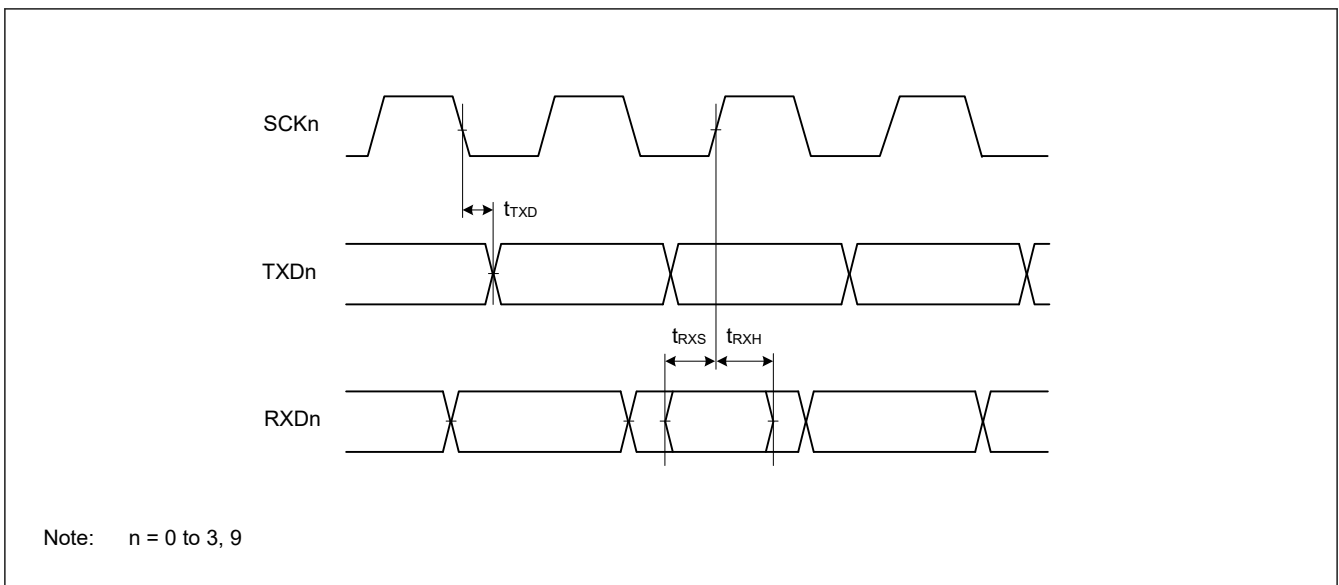 SCKn
tTXD
TXDn
tRXS tRXH
RXDn
Note: n = 0 to 3, 9